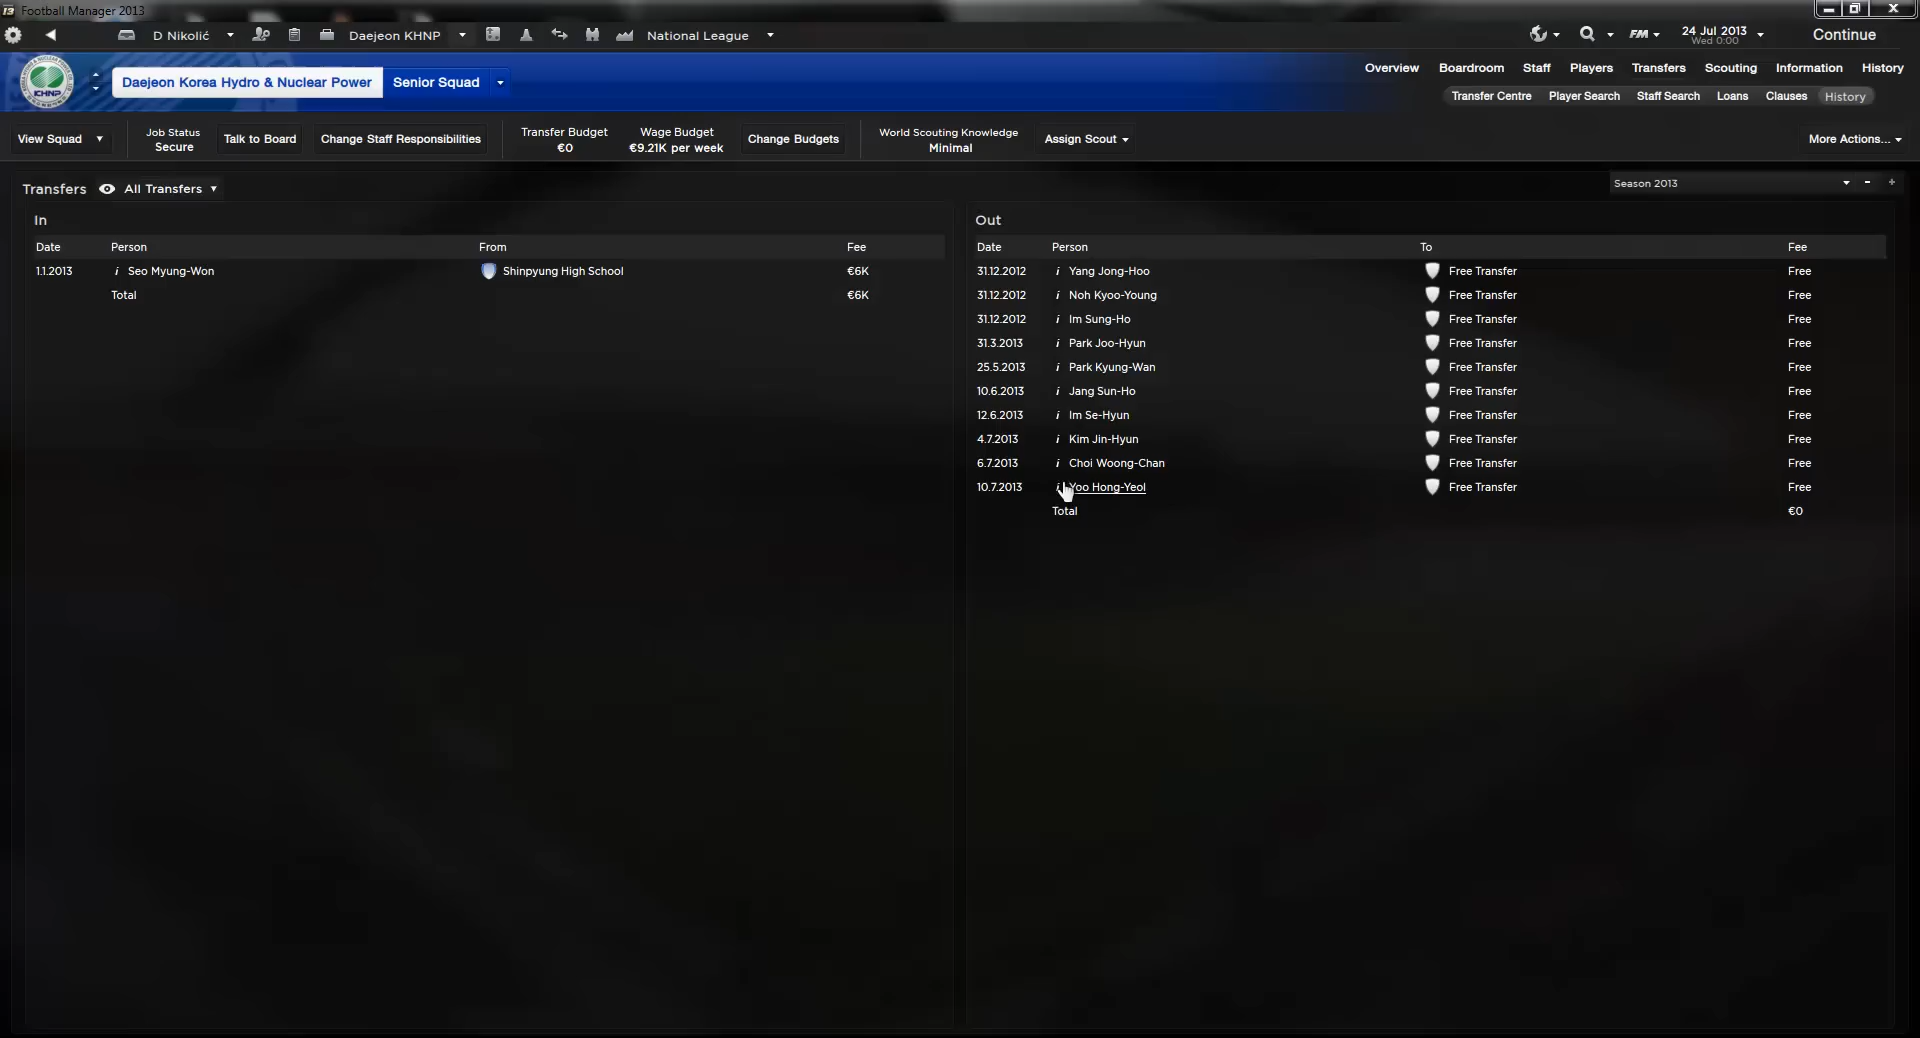 Football Manager 2013
D Nikolić
Daejeon KHNP
National League
FM
24 Jul 2013
Wed 0:00
Continue
KHNP
Daejeon Korea Hydro & Nuclear Power
Senior Squad
Overview Boardroom Staff Players Transfers Scouting Information History
Transfer Centre Player Search Staff Search Loans Clauses History
View Squad
Job Status
Secure
Talk to Board
Change Staff Responsibilities
Transfer Budget
€0
Wage Budget
€9.21K per week
Change Budgets
World Scouting Knowledge
Minimal
Assign Scout
More Actions...
Transfers
All Transfers
Season 2013
In
Date Person From Fee
1.1.2013 i Seo Myung-Won Shinpyung High School €6K
Total €6K
Out
Date Person To Fee
31.12.2012 i Yang Jong-Hoo Free Transfer Free
31.12.2012 i Noh Kyoo-Young Free Transfer Free
31.12.2012 i Im Sung-Ho Free Transfer Free
31.3.2013 i Park Joo-Hyun Free Transfer Free
25.5.2013 i Park Kyung-Wan Free Transfer Free
10.6.2013 i Jang Sun-Ho Free Transfer Free
12.6.2013 i Im Se-Hyun Free Transfer Free
4.7.2013 i Kim Jin-Hyun Free Transfer Free
6.7.2013 i Choi Woong-Chan Free Transfer Free
10.7.2013 i Yoo Hong-Yeol Free Transfer Free
Total €0